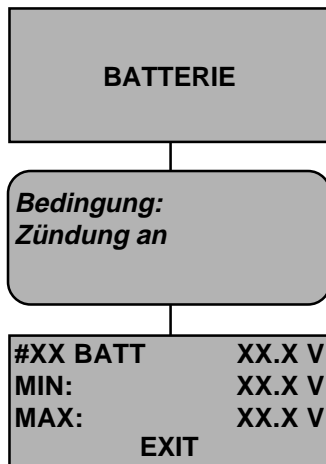 BATTERIE
Bedingung:
Zündung an
#XX BATT XX.X V
MIN: XX.X V
MAX: XX.X V
EXIT